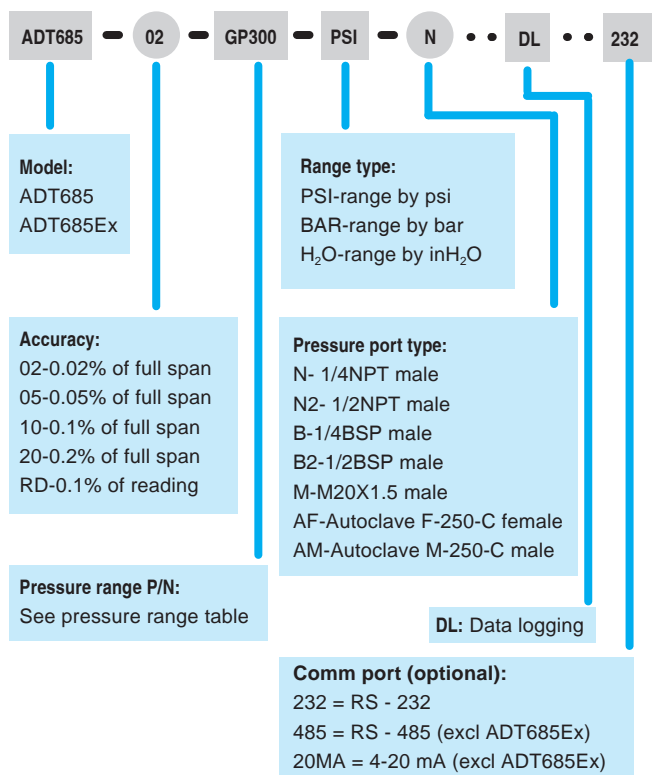 ADT685 - 02 - GP300 - PSI - N DL 232
Model:
ADT685
ADT685Ex
Range type:
PSI-range by psi
BAR-range by bar
H₂O-range by inH₂O
Accuracy:
02-0.02% of full span
05-0.05% of full span
10-0.1% of full span
20-0.2% of full span
RD-0.1% of reading
Pressure port type:
N- 1/4NPT male
N2- 1/2NPT male
B-1/4BSP male
B2-1/2BSP male
M-M20X1.5 male
AF-Autoclave F-250-C female
AM-Autoclave M-250-C male
Pressure range P/N:
See pressure range table
DL: Data logging
Comm port (optional):
232 = RS - 232
485 = RS - 485 (excl ADT685Ex)
20MA = 4-20 mA (excl ADT685Ex)